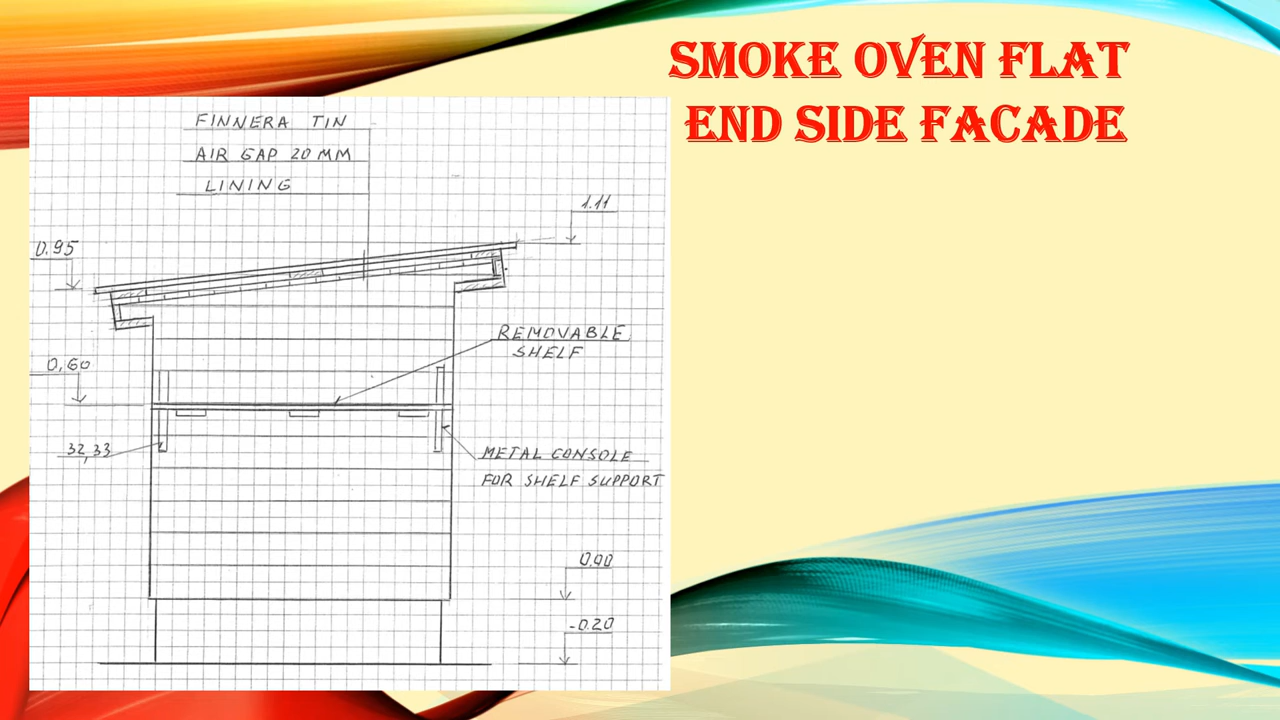 SMOKE OVEN FLAT
END SIDE FACADE
FINNERA TIN
AIR GAP 20 MM
LINING
1.11
0.95
REMOVABLE
SHELF
0,60
32,33
METAL CONSOLE
FOR SHELF SUPPORT
0.00
-0.20